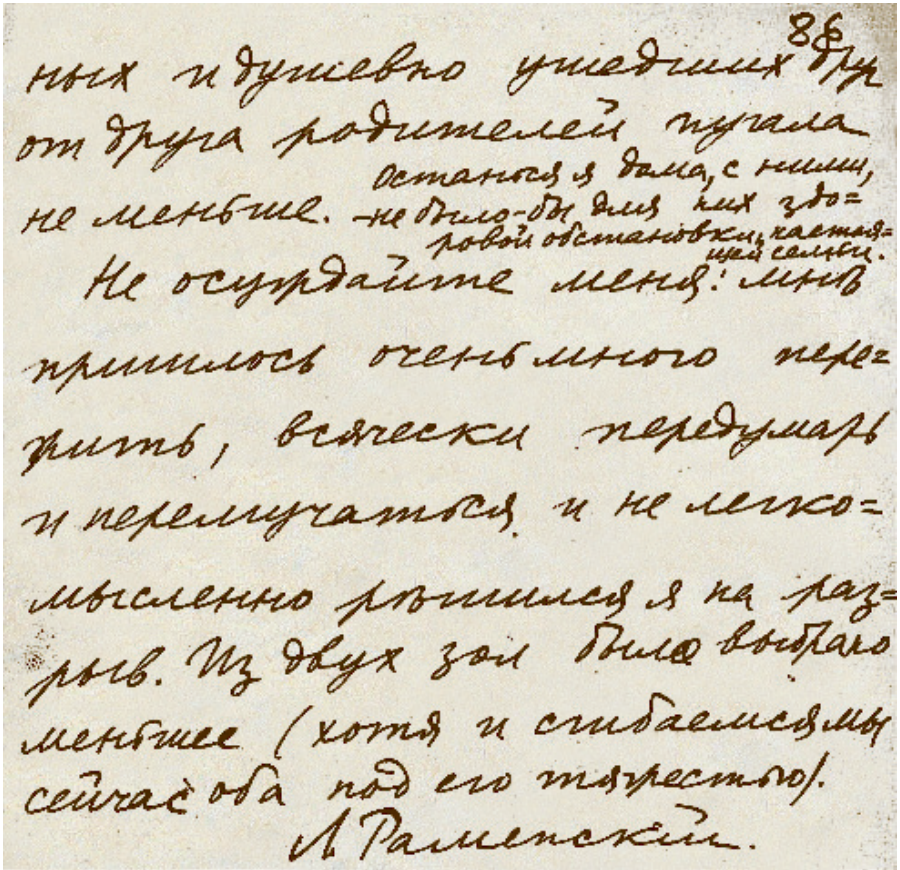 86
ных и душевно ушедших друг
от друга родителей пугала
не меньше. Останься я дома, с ними,
– не было-бы для них здо=
ровой обстановки, настоя=
щей семьи.
Не осуждайте меня: мнѣ
пришлось очень много пере=
жить, всячески передумать
и перемучаться и не легко=
мысленно рѣшился я на раз=
рыв. Из двух зол было выбрано
меньшее (хотя и сгибаемся мы
сейчас оба под его тяжестью).
Л Раменский.